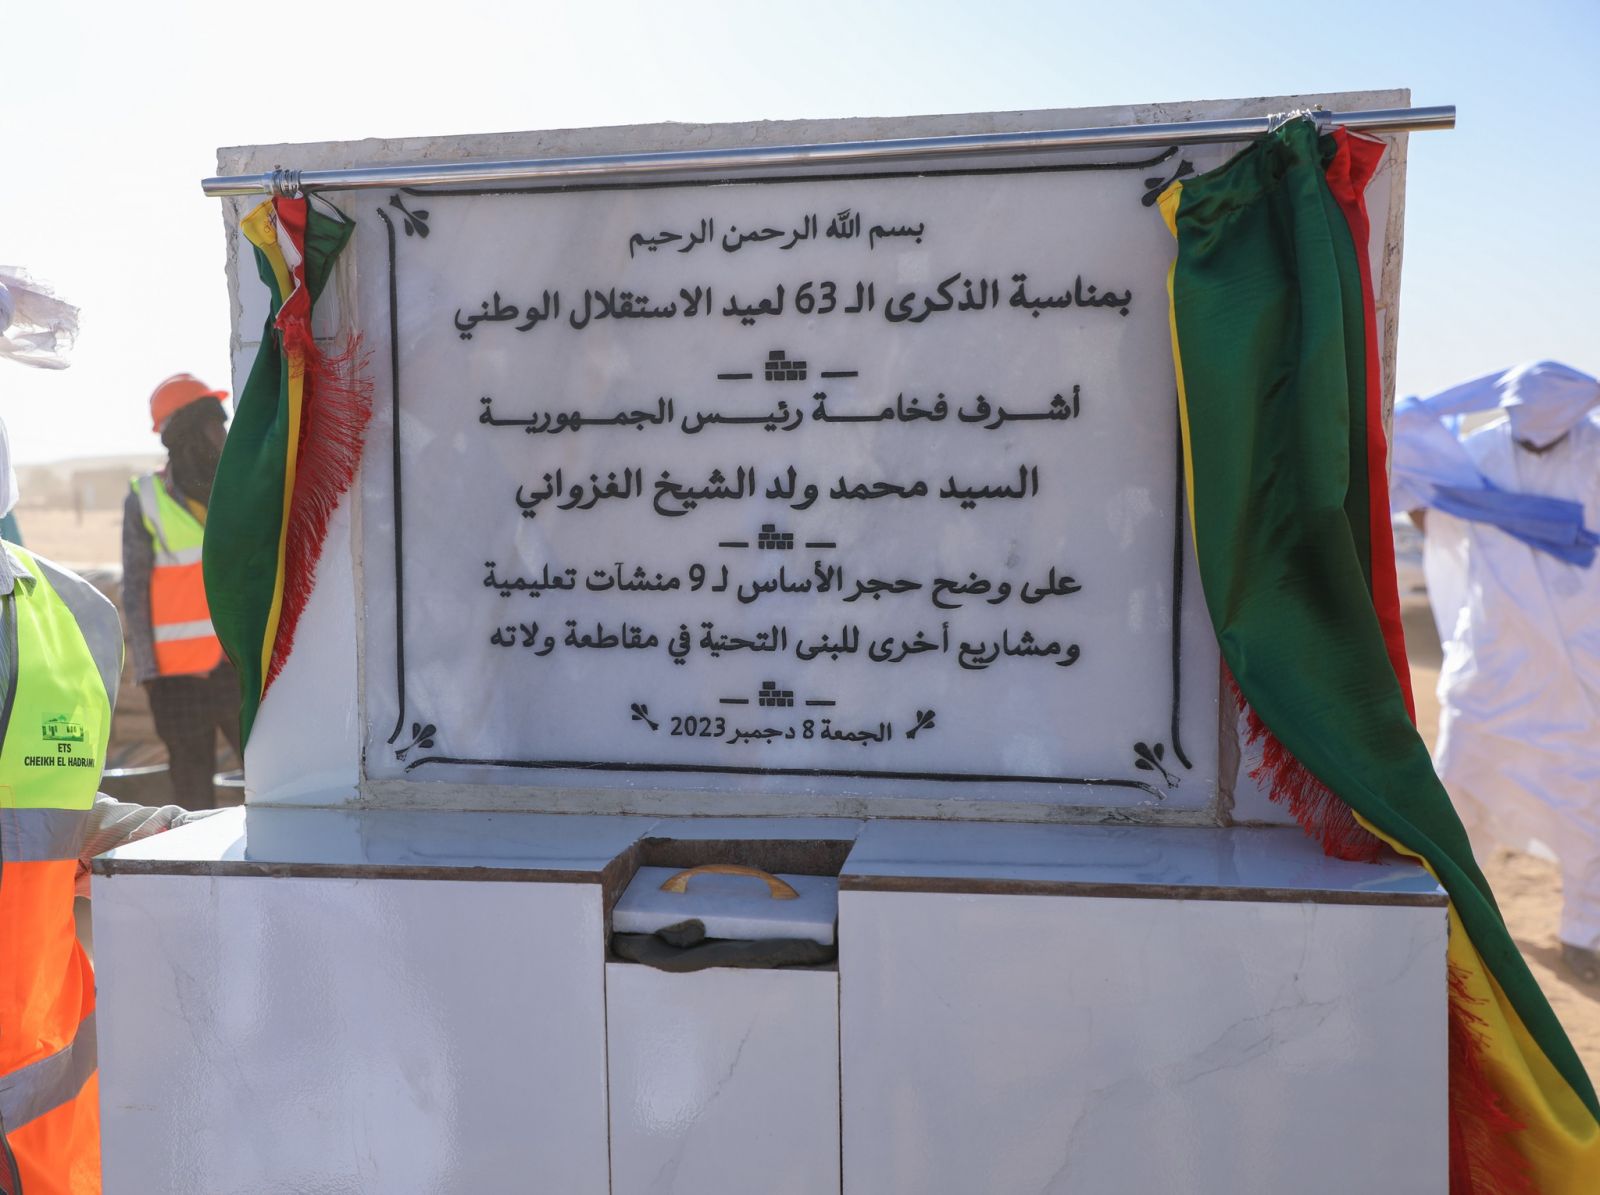 بسم الله الرحمن الرحيم
بمناسبة الذكرى الـ 63 لعيد الاستقلال الوطني
أشرف فخامة رئيس الجمهورية
السيد محمد ولد الشيخ الغزواني
على وضح حجر الأساس لـ 9 منشآت تعليمية
ومشاريع أخرى للبنى التحتية في مقاطعة ولاته
الجمعة 8 دجمبر 2023
ETS
CHEIKH EL HADRAMI